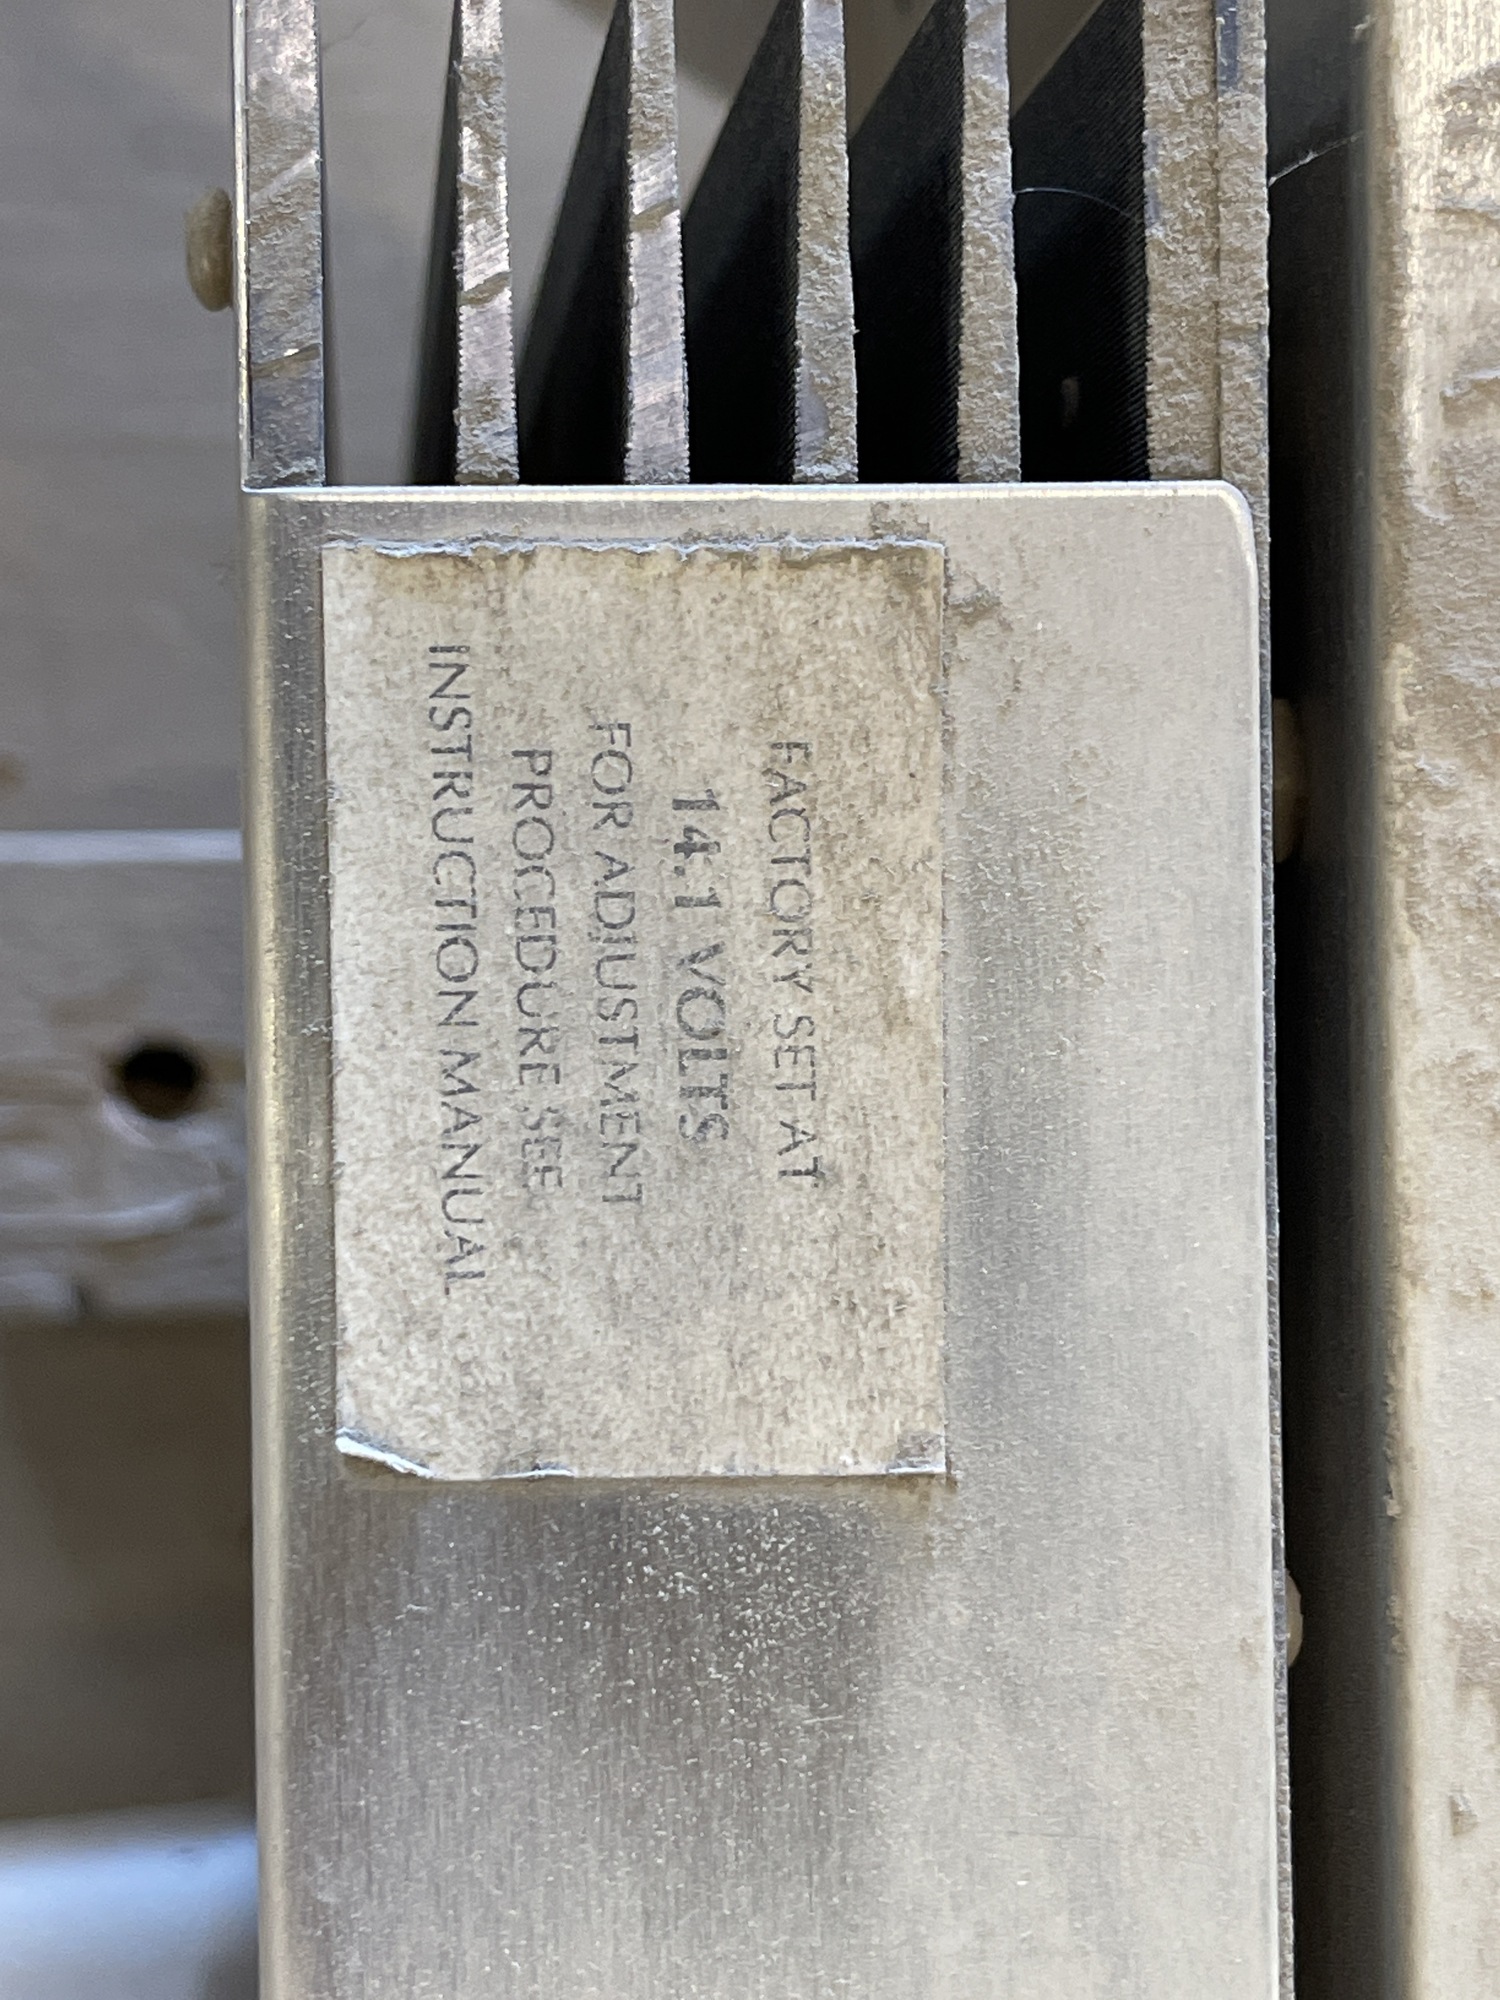 FACTORY SET AT
14.1 VOLTS
FOR ADJUSTMENT
PROCEDURE SEE
INSTRUCTION MANUAL